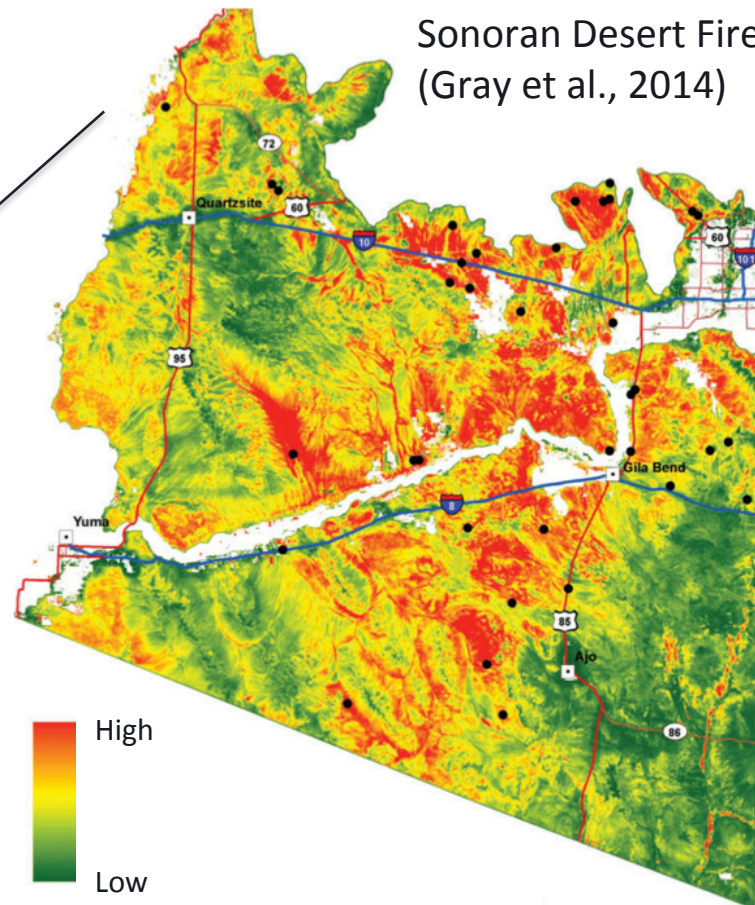 Sonoran Desert Fire
(Gray et al., 2014)
72
Quartzsite
60
60
10
101
95
Gila Bend
8
Yuma
85
Ajo
86
High
Low